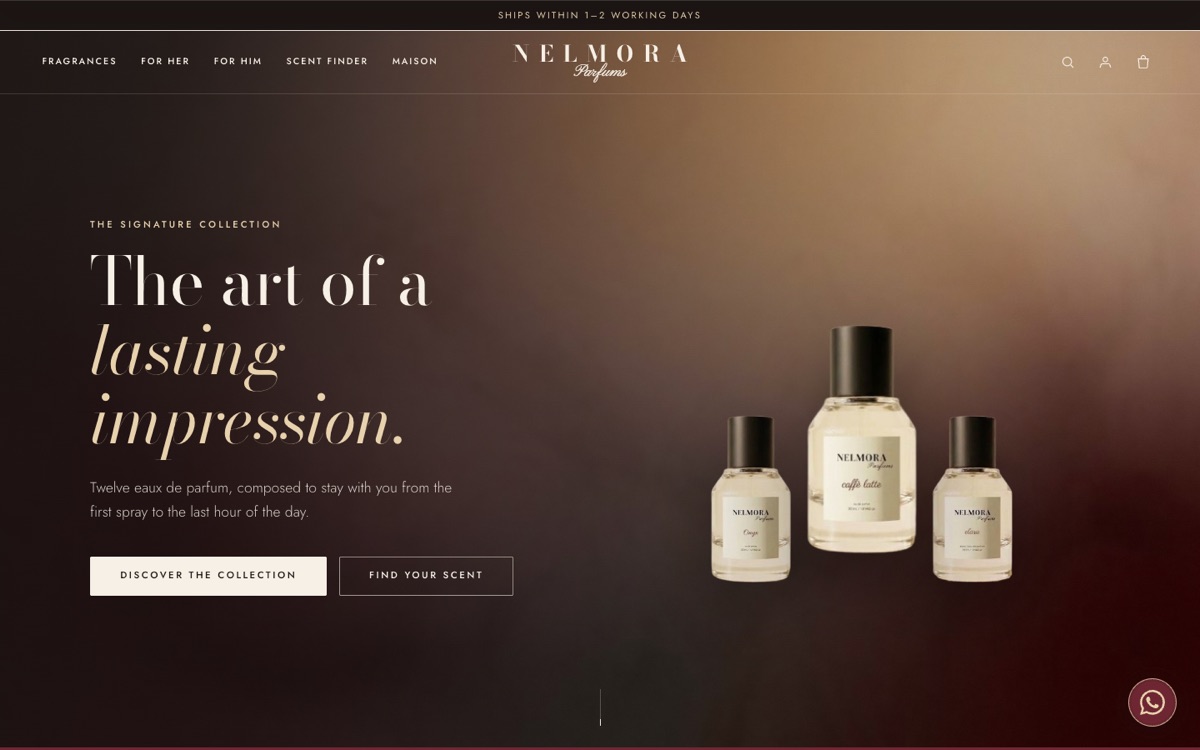 SHIPS WITHIN 1–2 WORKING DAYS
FRAGRANCES FOR HER FOR HIM SCENT FINDER MAISON
NELMORA
Parfums
THE SIGNATURE COLLECTION
The art of a
lasting
impression.
Twelve eaux de parfum, composed to stay with you from the
first spray to the last hour of the day.
DISCOVER THE COLLECTION
FIND YOUR SCENT
NELMORA
Parfums
caffè latte
NELMORA
Parfums
NELMORA
Parfums